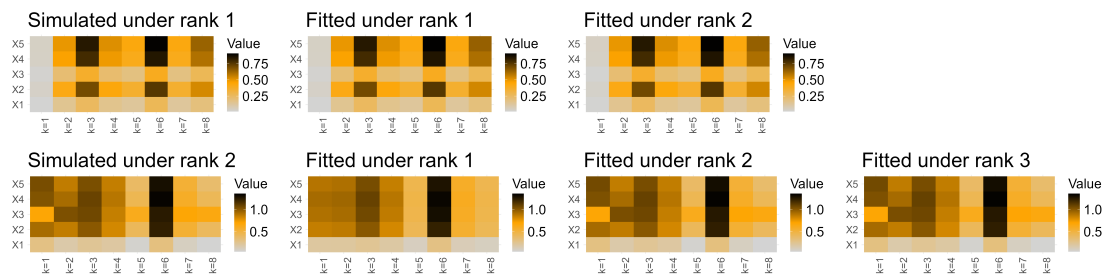 Simulated under rank 1
X5
X4
X3
X2
X1
k=1 k=2 k=3 k=4 k=5 k=6 k=7 k=8
Value
0.75
0.50
0.25
Fitted under rank 1
X5
X4
X3
X2
X1
k=1 k=2 k=3 k=4 k=5 k=6 k=7 k=8
Value
0.75
0.50
0.25
Fitted under rank 2
X5
X4
X3
X2
X1
k=1 k=2 k=3 k=4 k=5 k=6 k=7 k=8
Value
0.75
0.50
0.25
Simulated under rank 2
X5
X4
X3
X2
X1
k=1 k=2 k=3 k=4 k=5 k=6 k=7 k=8
Value
1.0
0.5
Fitted under rank 1
X5
X4
X3
X2
X1
k=1 k=2 k=3 k=4 k=5 k=6 k=7 k=8
Value
1.0
0.5
Fitted under rank 2
X5
X4
X3
X2
X1
k=1 k=2 k=3 k=4 k=5 k=6 k=7 k=8
Value
1.0
0.5
Fitted under rank 3
X5
X4
X3
X2
X1
k=1 k=2 k=3 k=4 k=5 k=6 k=7 k=8
Value
1.0
0.5